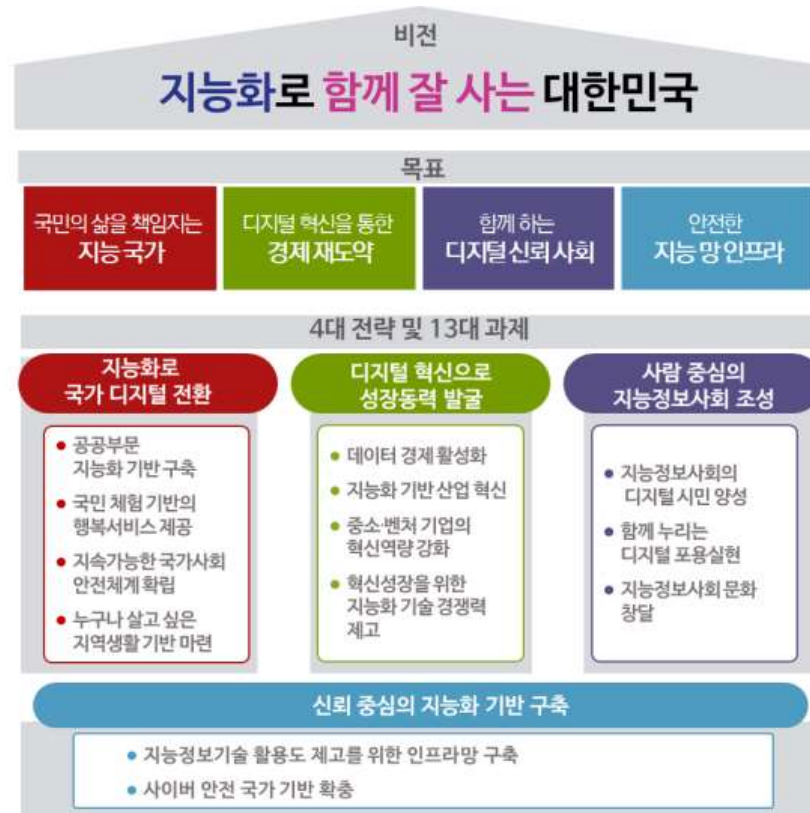 비전
지능화로 함께 잘 사는 대한민국
목표
국민의 삶을 책임지는
지능 국가
디지털 혁신을 통한
경제 재도약
함께 하는
디지털 신뢰 사회
안전한
지능 망 인프라
4대 전략 및 13대 과제
지능화로
국가 디지털 전환
● 공공부문
지능화 기반 구축
● 국민 체험 기반의
행복서비스 제공
● 지속가능한 국가사회
안전체계 확립
● 누구나 살고 싶은
지역생활 기반 마련
디지털 혁신으로
성장동력 발굴
● 데이터 경제 활성화
● 지능화 기반 산업 혁신
● 중소·벤처 기업의
혁신역량 강화
● 혁신성장을 위한
지능화 기술 경쟁력
제고
사람 중심의
지능정보사회 조성
● 지능정보사회의
디지털 시민 양성
● 함께 누리는
디지털 포용실현
● 지능정보사회 문화
창달
신뢰 중심의 지능화 기반 구축
● 지능정보기술 활용도 제고를 위한 인프라망 구축
● 사이버 안전 국가 기반 확충